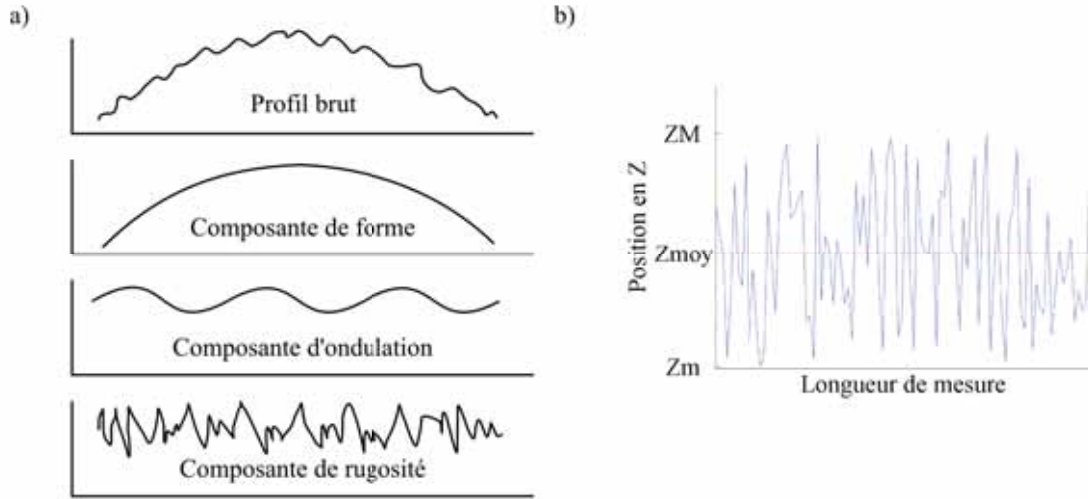 a)
Profil brut
Composante de forme
Composante d'ondulation
Composante de rugosité
b)
Position en Z
ZM
Zmoy
Zm
Longueur de mesure